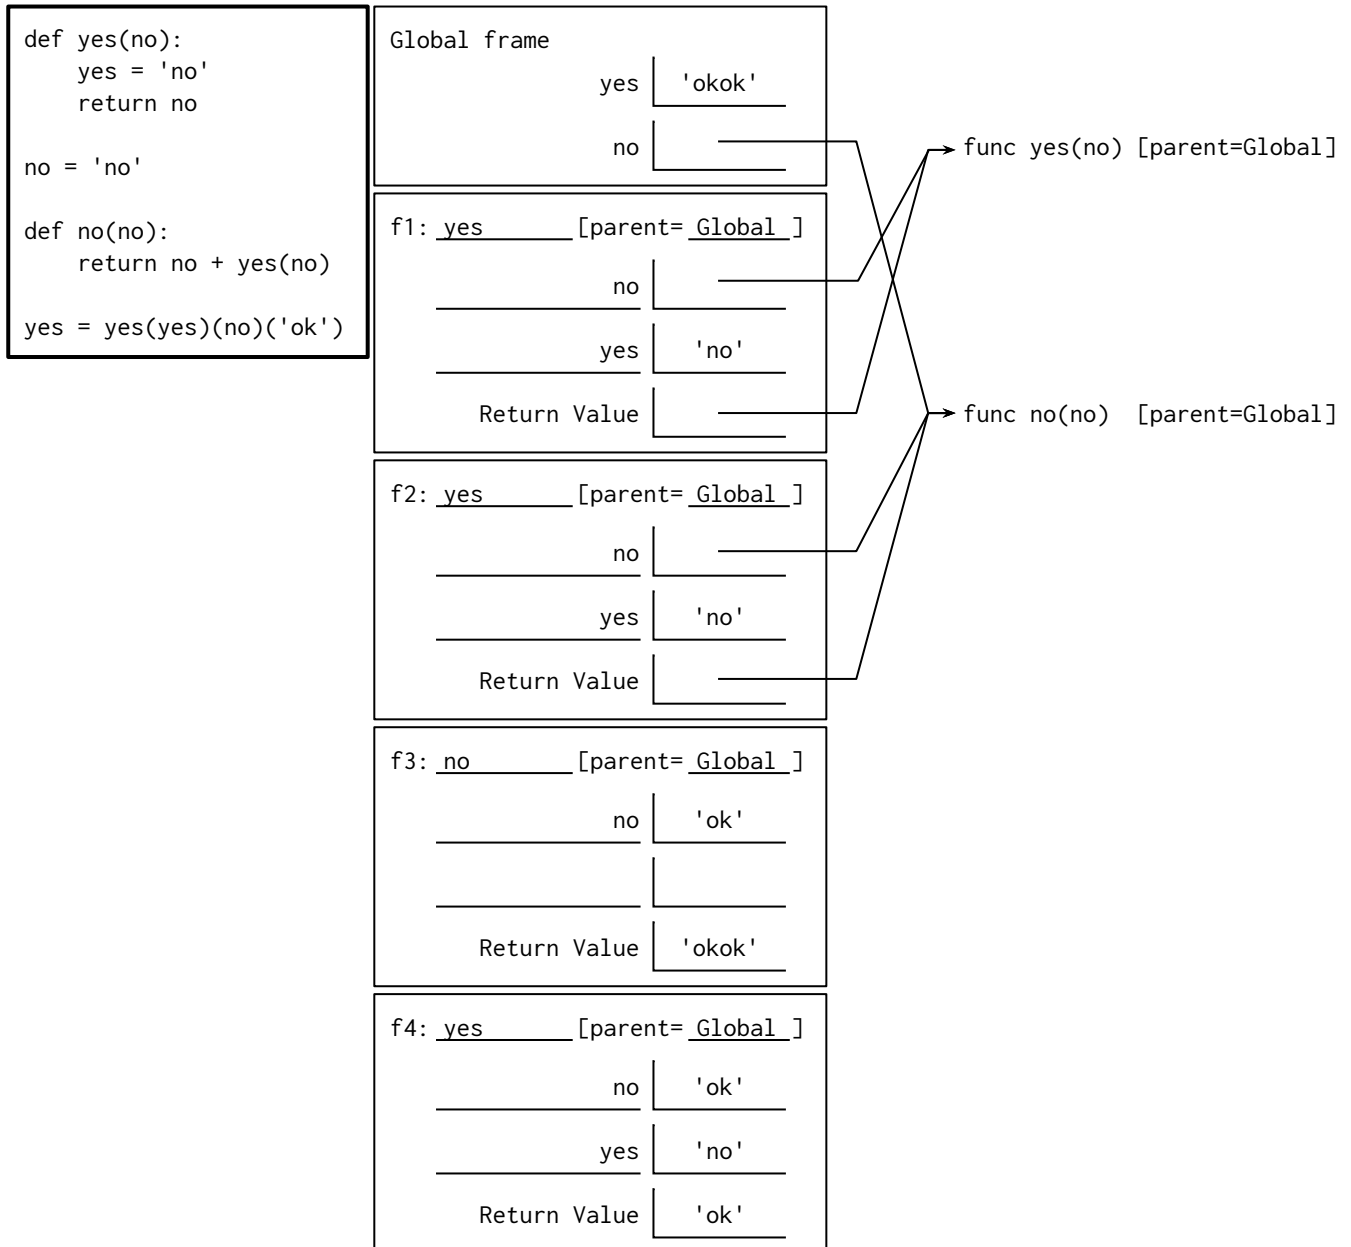 def yes(no):
    yes = 'no'
    return no

no = 'no'

def no(no):
    return no + yes(no)

yes = yes(yes)(no)('ok')
Global frame
yes 'okok'
no
func yes(no) [parent=Global]
f1: yes [parent= Global ]
no
yes 'no'
Return Value
func no(no) [parent=Global]
f2: yes [parent= Global ]
no
yes 'no'
Return Value
f3: no [parent= Global ]
no 'ok'
Return Value 'okok'
f4: yes [parent= Global ]
no 'ok'
yes 'no'
Return Value 'ok'